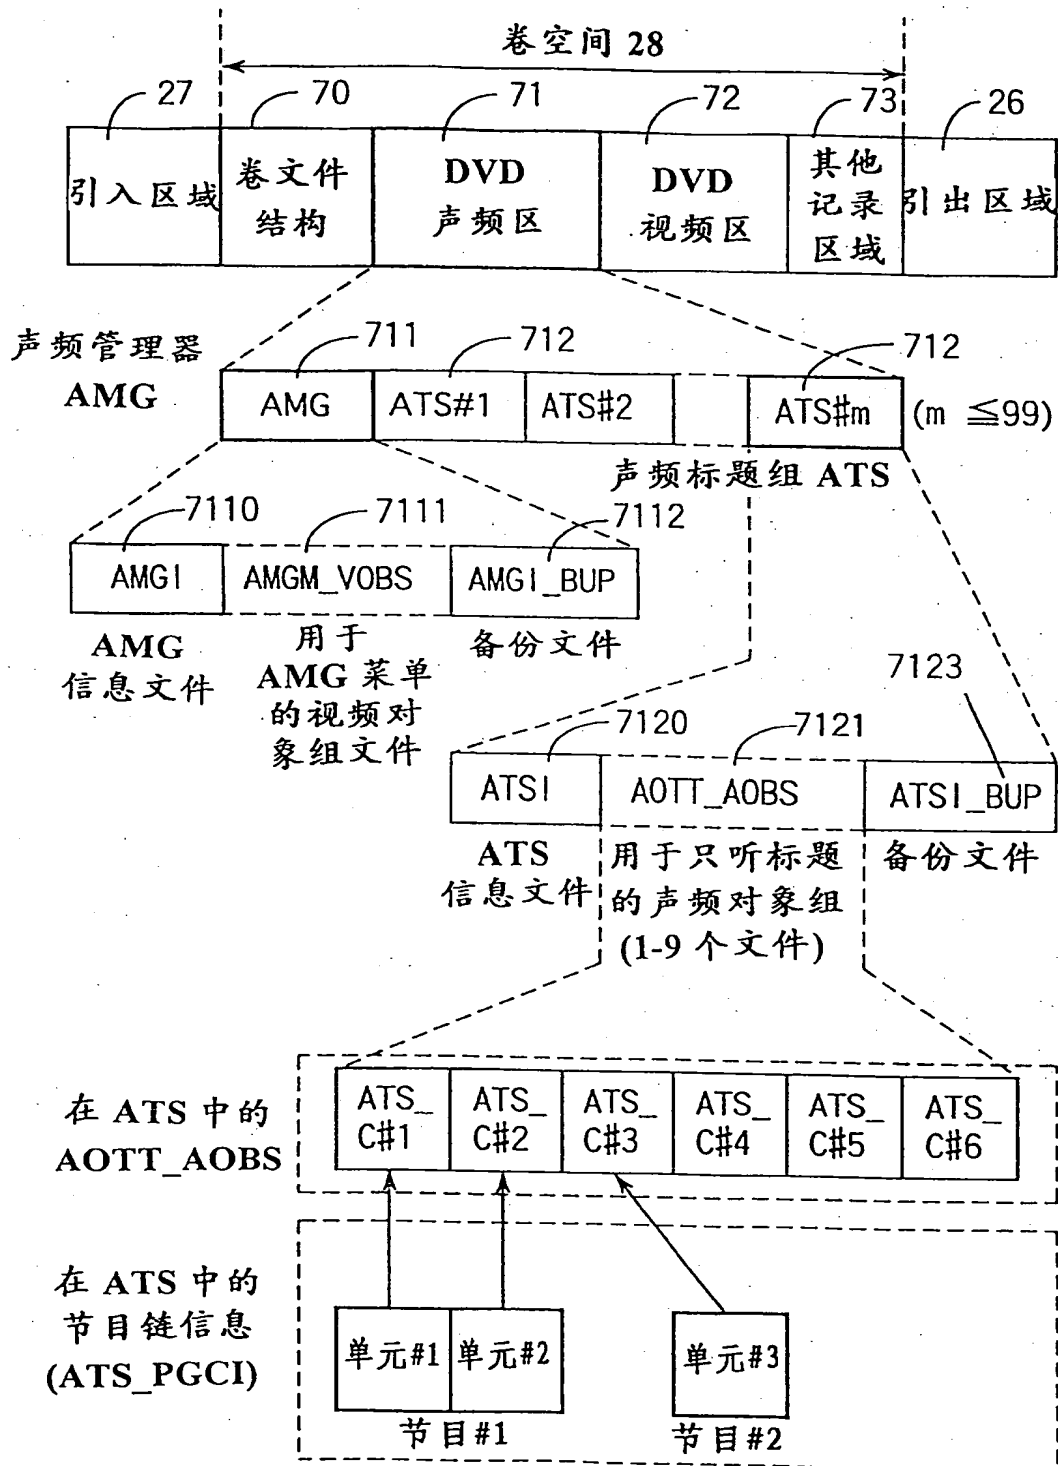 卷空间 28
27
70
71
72
73
26
引入区域
卷文件
结构
DVD
声频区
DVD
视频区
其他
记录
区域
引出区域
声频管理器
AMG
711
712
712
AMG
ATS#1
ATS#2
ATS#m
(m ≦99)
声频标题组 ATS
7110
7111
7112
AMGI
AMGM_VOBS
AMGI_BUP
AMG
信息文件
用于
AMG 菜单
的视频对
象组文件
备份文件
7123
7120
7121
ATSI
AOTT_AOBS
ATSI_BUP
ATS
信息文件
用于只听标题
的声频对象组
(1-9 个文件)
备份文件
在 ATS 中的
AOTT_AOBS
ATS_
C#1
ATS_
C#2
ATS_
C#3
ATS_
C#4
ATS_
C#5
ATS_
C#6
在 ATS 中的
节目链信息
(ATS_PGCI)
单元#1
单元#2
单元#3
节目#1
节目#2